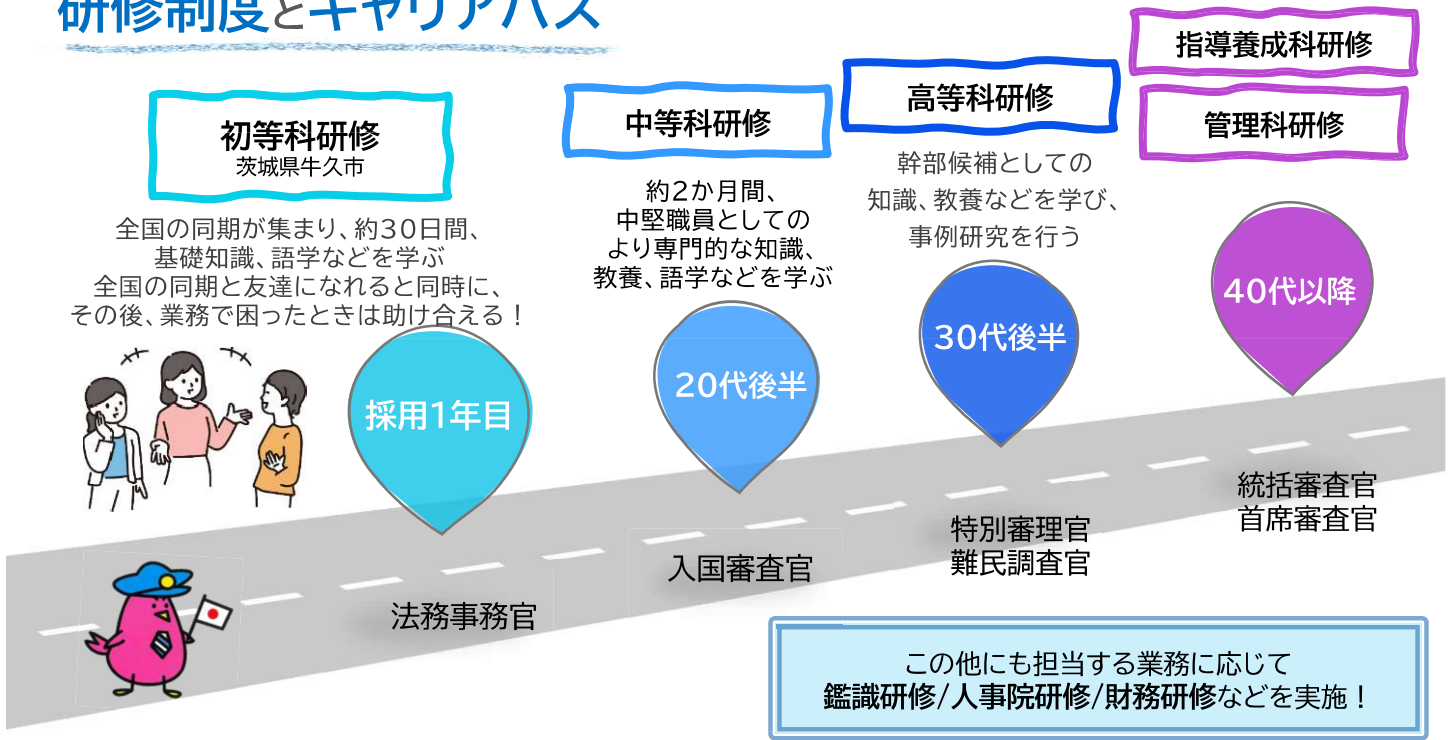 研修制度とキャリアパス
初等科研修
茨城県牛久市
全国の同期が集まり、約30日間、
基礎知識、語学などを学ぶ
全国の同期と友達になれると同時に、
その後、業務で困ったときは助け合える！
採用1年目
法務事務官
中等科研修
約2か月間、
中堅職員としての
より専門的な知識、
教養、語学などを学ぶ
20代後半
入国審査官
高等科研修
幹部候補としての
知識、教養などを学び、
事例研究を行う
30代後半
特別審理官
難民調査官
指導養成科研修
管理科研修
40代以降
統括審査官
首席審査官
この他にも担当する業務に応じて
鑑識研修/人事院研修/財務研修などを実施！